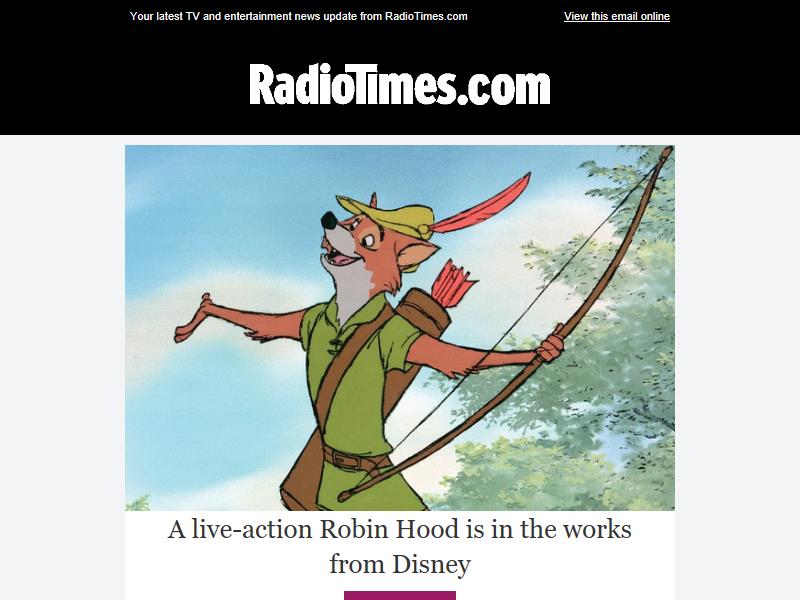 Your latest TV and entertainment news update from RadioTimes.com
View this email online
RadioTimes.com
A live-action Robin Hood is in the works
from Disney